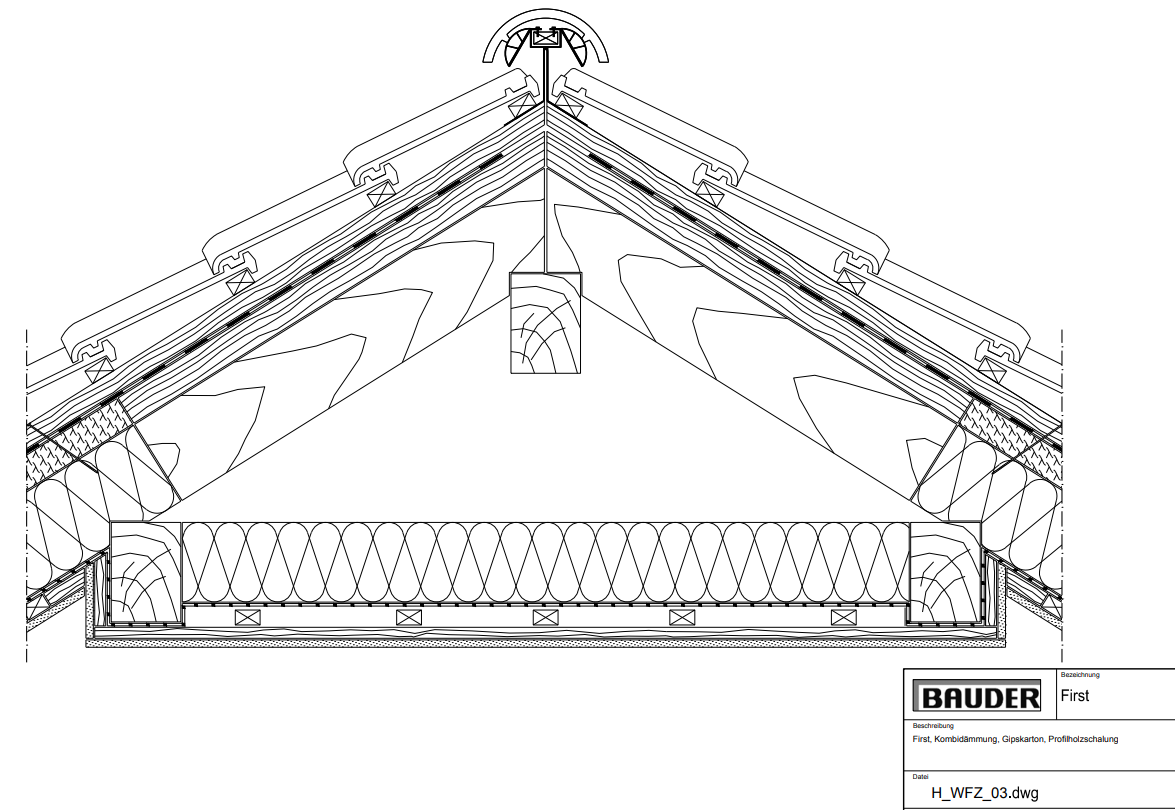 BAUDER
Bezeichnung
First
Beschreibung
First, Kombidämmung, Gipskarton, Profilholzschalung
Datei
H_WFZ_03.dwg